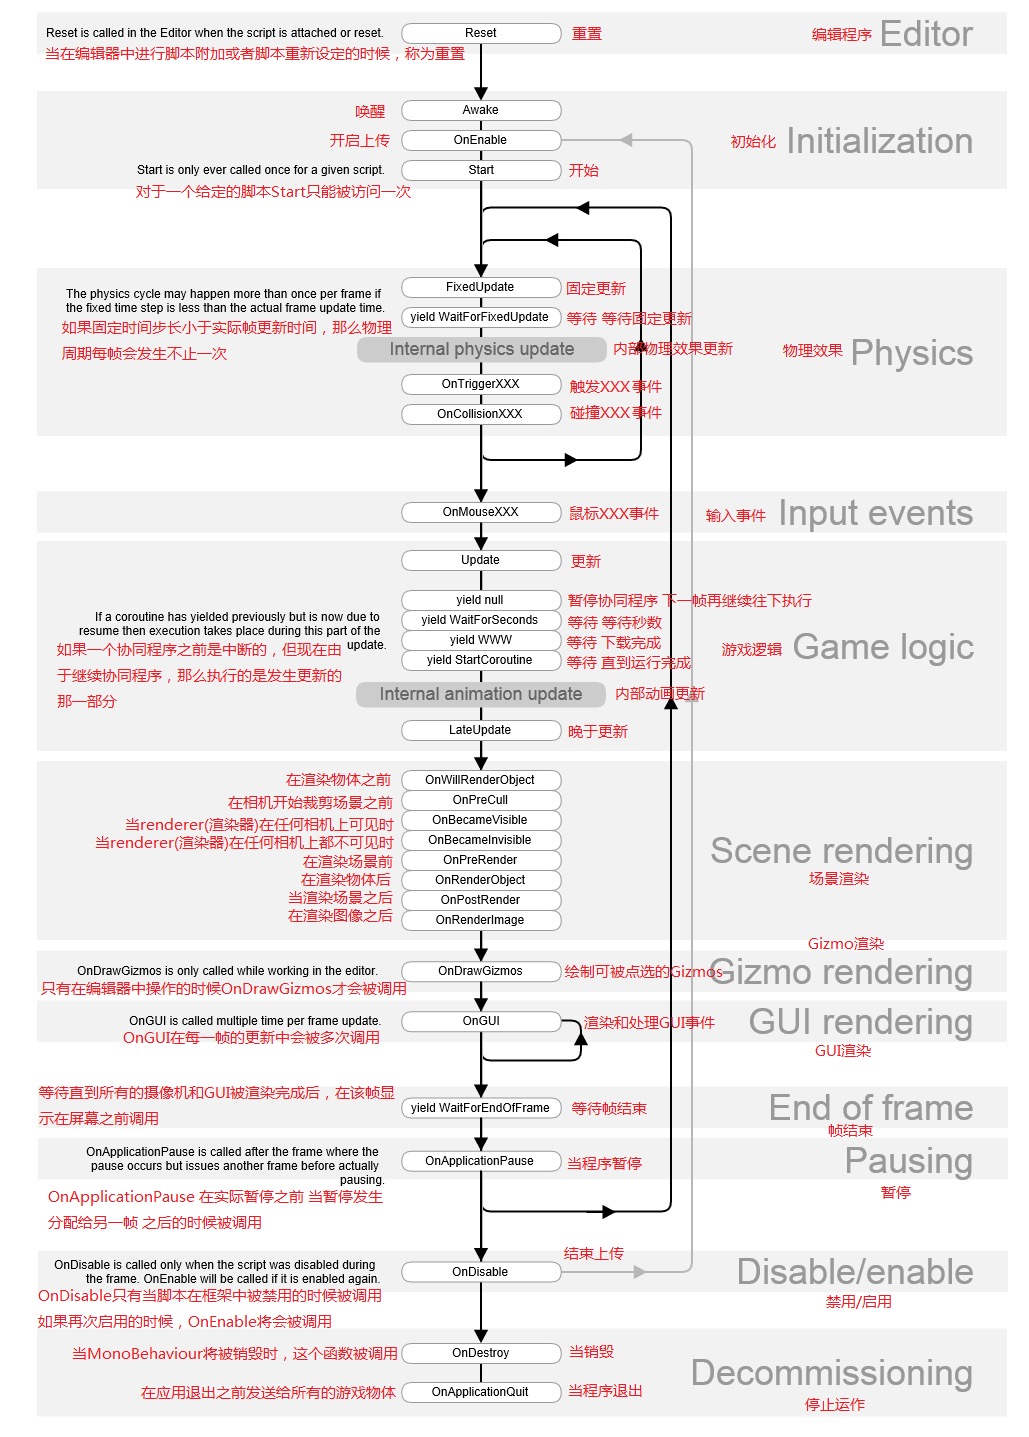 Reset is called in the Editor when the script is attached or reset.
Reset
重置
编辑程序
Editor
当在编辑器中进行脚本附加或者脚本重新设定的时候，称为重置
唤醒
Awake
开启上传
OnEnable
初始化
Initialization
Start is only ever called once for a given script.
Start
开始
对于一个给定的脚本Start只能被访问一次
The physics cycle may happen more than once per frame if
the fixed time step is less than the actual frame update time.
FixedUpdate
固定更新
yield WaitForFixedUpdate
等待 等待固定更新
如果固定时间步长小于实际帧更新时间，那么物理
周期每帧会发生不止一次
Internal physics update
内部物理效果更新
物理效果
Physics
OnTriggerXXX
触发XXX事件
OnCollisionXXX
碰撞XXX事件
OnMouseXXX
鼠标XXX事件
输入事件
Input events
Update
更新
yield null
暂停协同程序 下一帧再继续往下执行
If a coroutine has yielded previously but is now due to
resume then execution takes place during this part of the
update.
yield WaitForSeconds
等待 等待秒数
yield WWW
等待 下载完成
yield StartCoroutine
等待 直到运行完成
如果一个协同程序之前是中断的，但现在由
于继续协同程序，那么执行的是发生更新的
那一部分
游戏逻辑
Game logic
Internal animation update
内部动画更新
LateUpdate
晚于更新
在渲染物体之前
OnWillRenderObject
在相机开始裁剪场景之前
OnPreCull
当renderer(渲染器)在任何相机上可见时
OnBecameVisible
当renderer(渲染器)在任何相机上都不可见时
OnBecameInvisible
在渲染场景前
OnPreRender
在渲染物体后
OnRenderObject
当渲染场景之后
OnPostRender
在渲染图像之后
OnRenderImage
Scene rendering
场景渲染
Gizmo渲染
OnDrawGizmos is only called while working in the editor.
OnDrawGizmos
绘制可被点选的Gizmos
Gizmo rendering
只有在编辑器中操作的时候OnDrawGizmos才会被调用
OnGUI is called multiple time per frame update.
OnGUI
渲染和处理GUI事件
GUI rendering
OnGUI在每一帧的更新中会被多次调用
GUI渲染
等待直到所有的摄像机和GUI被渲染完成后，在该帧显
示在屏幕之前调用
yield WaitForEndOfFrame
等待帧结束
End of frame
帧结束
OnApplicationPause is called after the frame where the
pause occurs but issues another frame before actually
pausing.
OnApplicationPause
当程序暂停
Pausing
暂停
OnApplicationPause 在实际暂停之前 当暂停发生
分配给另一帧 之后的时候被调用
结束上传
OnDisable is called only when the script was disabled during
the frame. OnEnable will be called if it is enabled again.
OnDisable
Disable/enable
禁用/启用
OnDisable只有当脚本在框架中被禁用的时候被调用
如果再次启用的时候，OnEnable将会被调用
当MonoBehaviour将被销毁时，这个函数被调用
OnDestroy
当销毁
Decommissioning
停止运作
在应用退出之前发送给所有的游戏物体
OnApplicationQuit
当程序退出